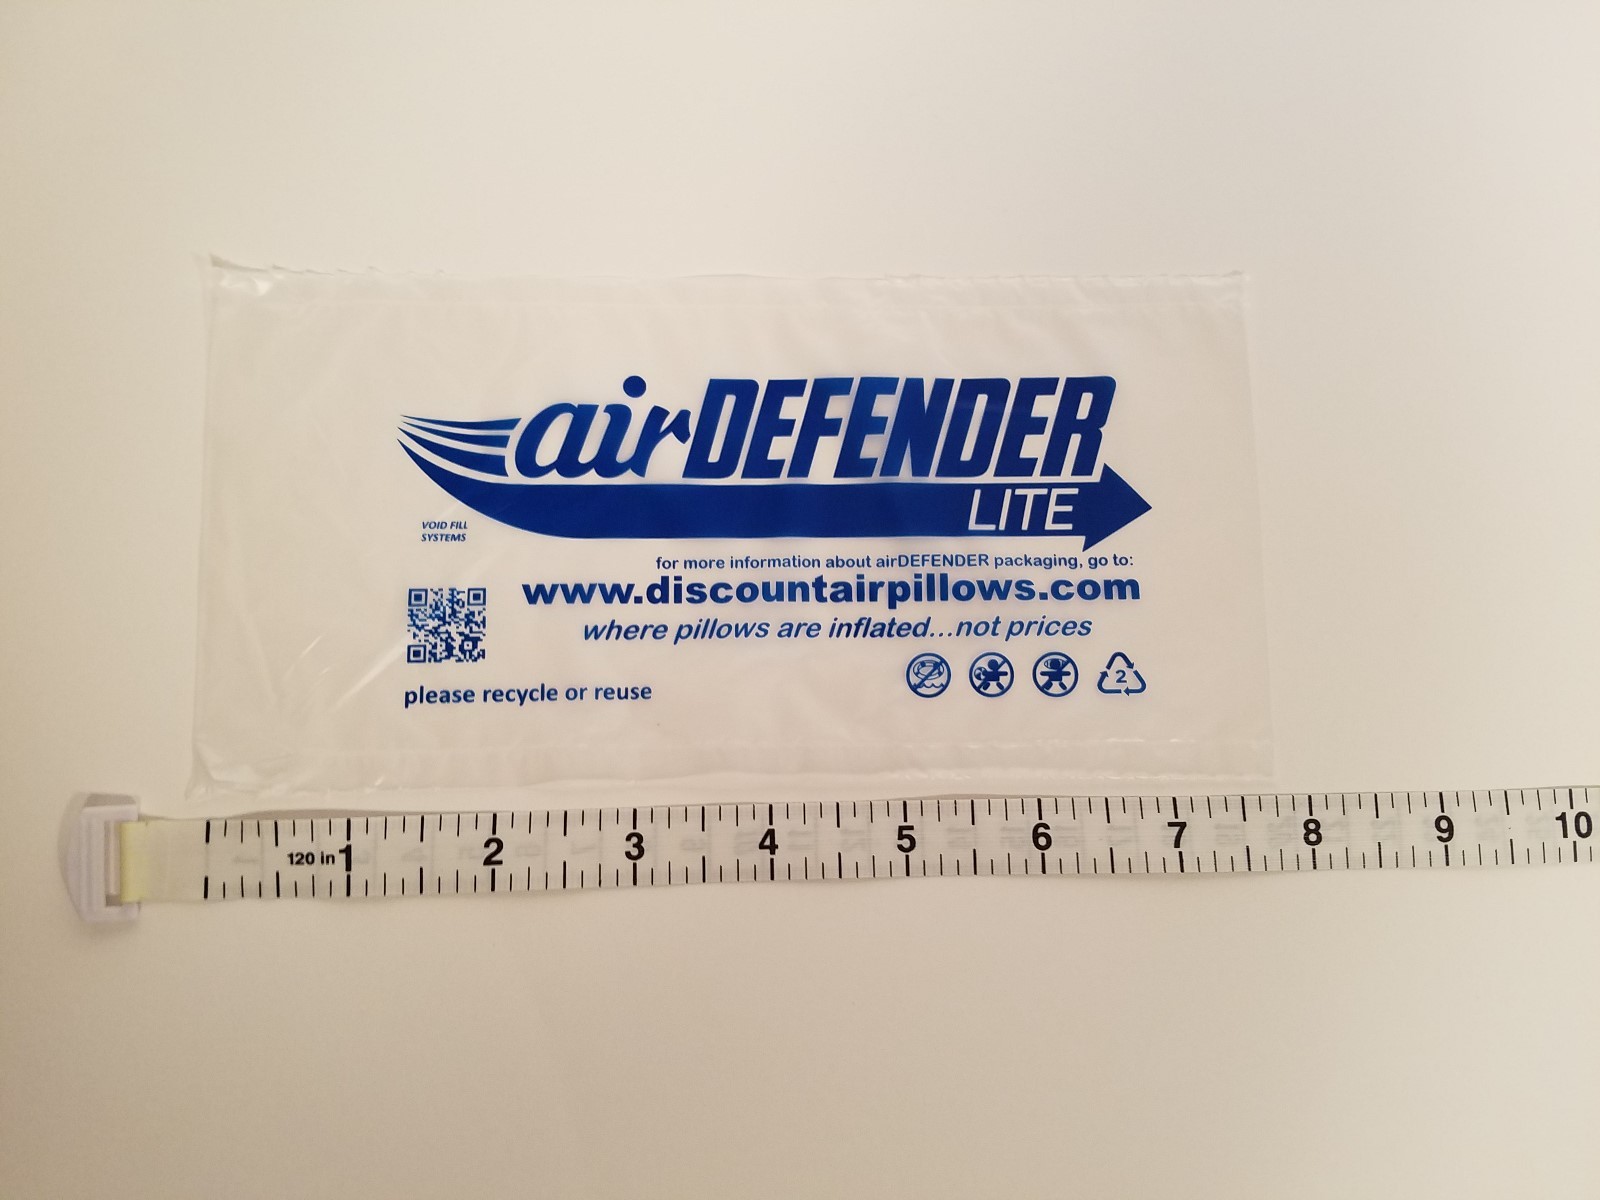 airDEFENDER
LITE
VOID FILL
SYSTEMS
for more information about airDEFENDER packaging, go to:
www.discountairpillows.com
where pillows are inflated...not prices
2
please recycle or reuse
120 in 1 2 3 4 5 6 7 8 9 10